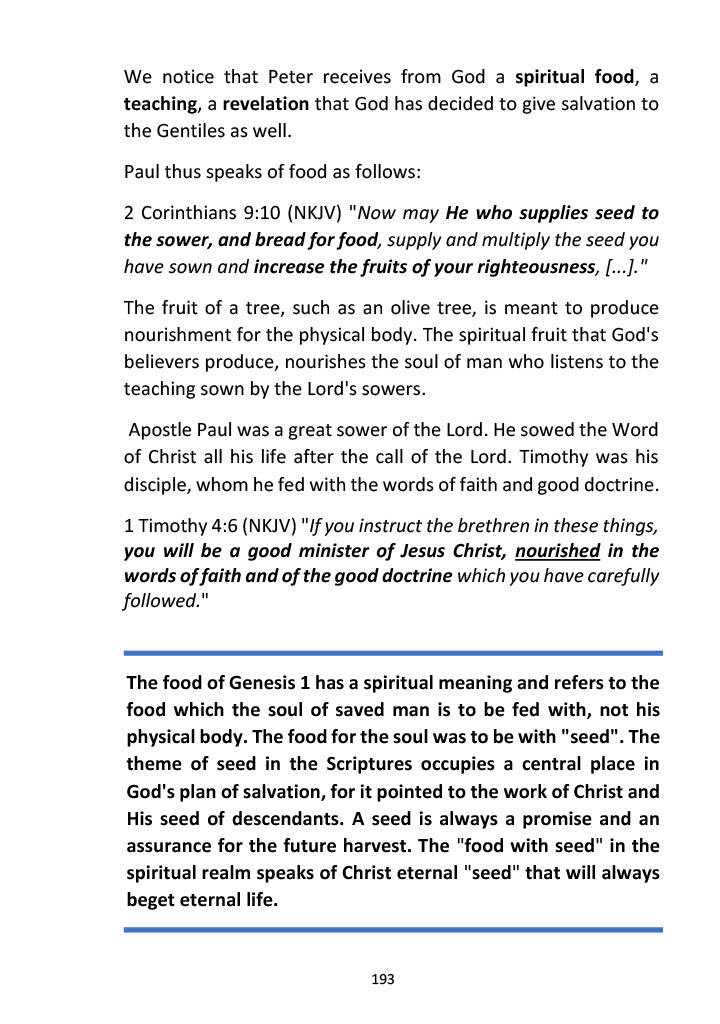 We notice that Peter receives from God a spiritual food, a
teaching, a revelation that God has decided to give salvation to
the Gentiles as well.
Paul thus speaks of food as follows:
2 Corinthians 9:10 (NKJV) "Now may He who supplies seed to
the sower, and bread for food, supply and multiply the seed you
have sown and increase the fruits of your righteousness, [...]."
The fruit of a tree, such as an olive tree, is meant to produce
nourishment for the physical body. The spiritual fruit that God's
believers produce, nourishes the soul of man who listens to the
teaching sown by the Lord's sowers.
Apostle Paul was a great sower of the Lord. He sowed the Word
of Christ all his life after the call of the Lord. Timothy was his
disciple, whom he fed with the words of faith and good doctrine.
1 Timothy 4:6 (NKJV) "If you instruct the brethren in these things,
you will be a good minister of Jesus Christ, nourished in the
words of faith and of the good doctrine which you have carefully
followed."
The food of Genesis 1 has a spiritual meaning and refers to the
food which the soul of saved man is to be fed with, not his
physical body. The food for the soul was to be with "seed". The
theme of seed in the Scriptures occupies a central place in
God's plan of salvation, for it pointed to the work of Christ and
His seed of descendants. A seed is always a promise and an
assurance for the future harvest. The "food with seed" in the
spiritual realm speaks of Christ eternal "seed" that will always
beget eternal life.
193